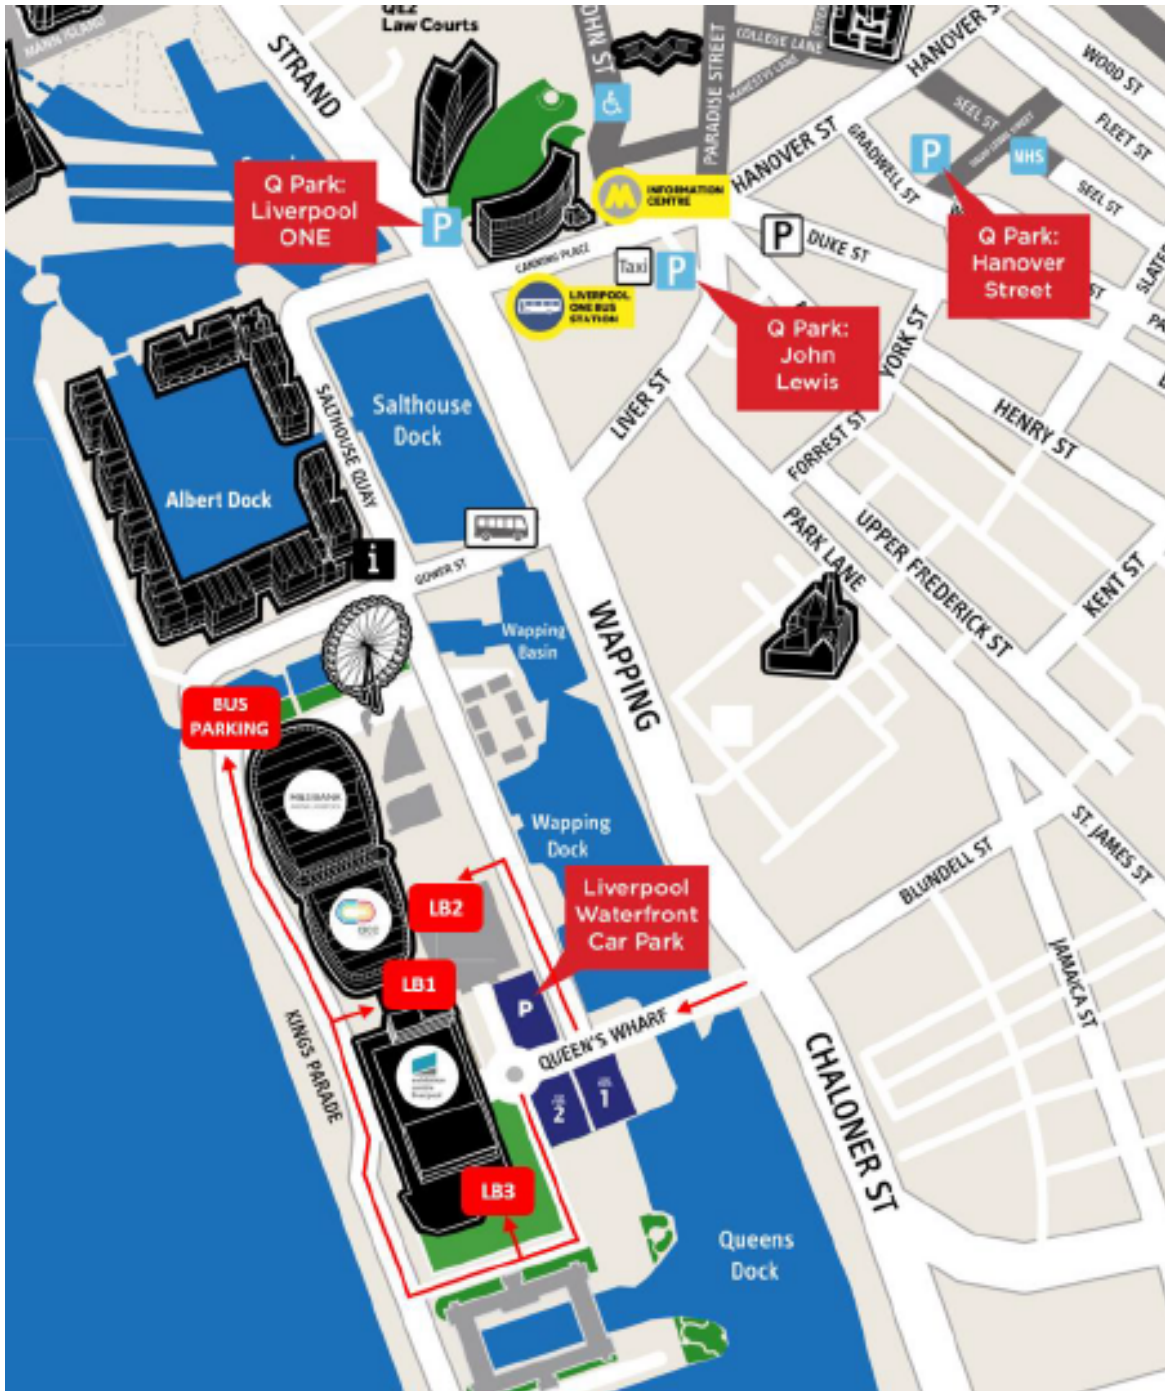 MANN ISLAND
STRAND
QE2
Law Courts
JOHN ST
PARADISE STREET
COLLEGE LANE
HANOVER S
WOOD ST
FLEET ST
SEEL ST
NHS
SEEL ST
GRADWELL ST
HANOVER ST
Q Park:
Liverpool
ONE
P
INFORMATION
CENTRE
CANNING PLACE
Taxi
P
P
DUKE ST
P
Q Park:
Hanover
Street
LIVERPOOL
ONE BUS
STATION
Q Park:
John
Lewis
YORK ST
LIVER ST
HENRY ST
FORREST ST
SALTHOUSE QUAY
Salthouse
Dock
Albert Dock
i
GOWER ST
PARK LANE
UPPER FREDERICK ST
KENT ST
WAPPING
Wapping
Basin
BUS
PARKING
Wapping
Dock
LB2
Liverpool
Waterfront
Car Park
BLUNDELL ST
ST. JAMES ST
JAMAICA ST
LB1
P
QUEEN'S WHARF
KINGS PARADE
2
1
CHALONER ST
LB3
Queens
Dock